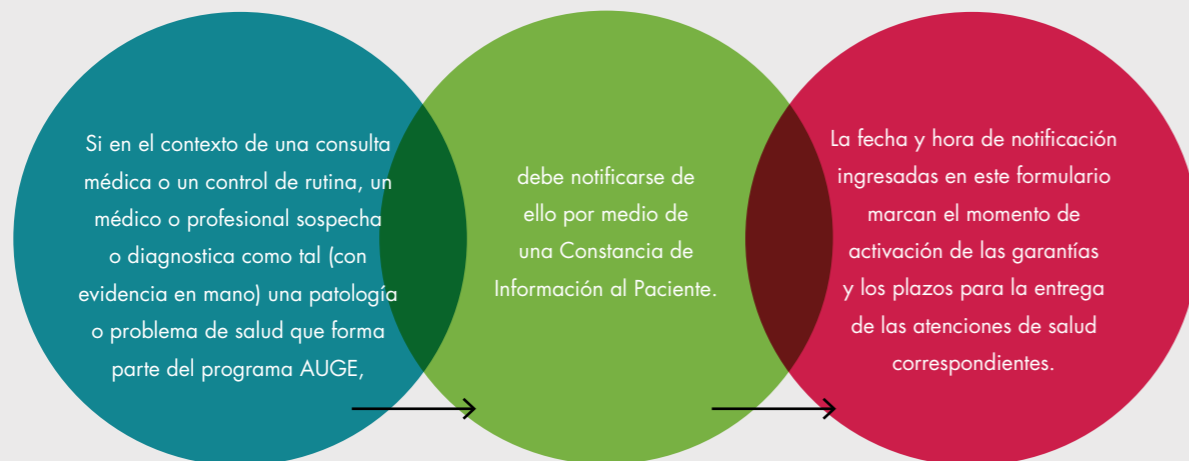 Si en el contexto de una consulta
médica o un control de rutina, un
médico o profesional sospecha
o diagnostica como tal (con
evidencia en mano) una patología
o problema de salud que forma
parte del programa AUGE,
debe notificarse de
ello por medio de
una Constancia de
Información al Paciente.
La fecha y hora de notificación
ingresadas en este formulario
marcan el momento de
activación de las garantías
y los plazos para la entrega
de las atenciones de salud
correspondientes.